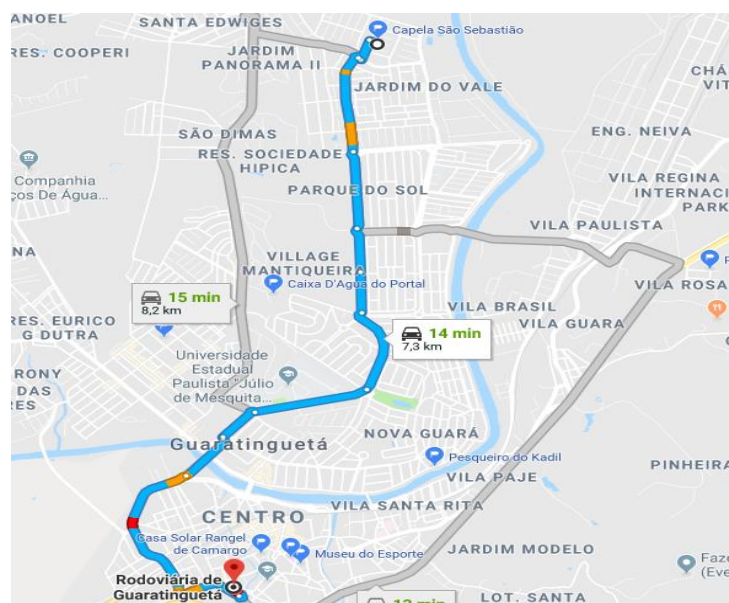 ANOEL
SANTA EDWIGES
Capela São Sebastião
RES. COOPERI
JARDIM
PANORAMA II
JARDIM DO VALE
CHÁ
VIT
SÃO DIMAS
ENG. NEIVA
RES. SOCIEDADE
HIPICA
Companhia
ços De Água...
PARQUE DO SOL
VILA REGINA
INTERNACI
PARK
VILA PAULISTA
NA
VILLAGE
MANTIQUEIRA
Caixa D'Agua do Portal
15 min
8,2 km
VILA ROSA
VILA BRASIL
VILA GUARA
RES. EURICO
G DUTRA
14 min
7,3 km
Universidade
Estadual
Paulista "Júlio
de Mesquita...
RONY
DAS
RES
NOVA GUARÁ
Guaratinguetá
Pesqueiro do Kadil
PINHEIRA
VILA PAJE
VILA SANTA RITA
CENTRO
Casa Solar Rangel
de Camargo
Museu do Esporte
JARDIM MODELO
Faze
(Eve
Rodoviária de
Guaratinguetá
LOT. SANTA